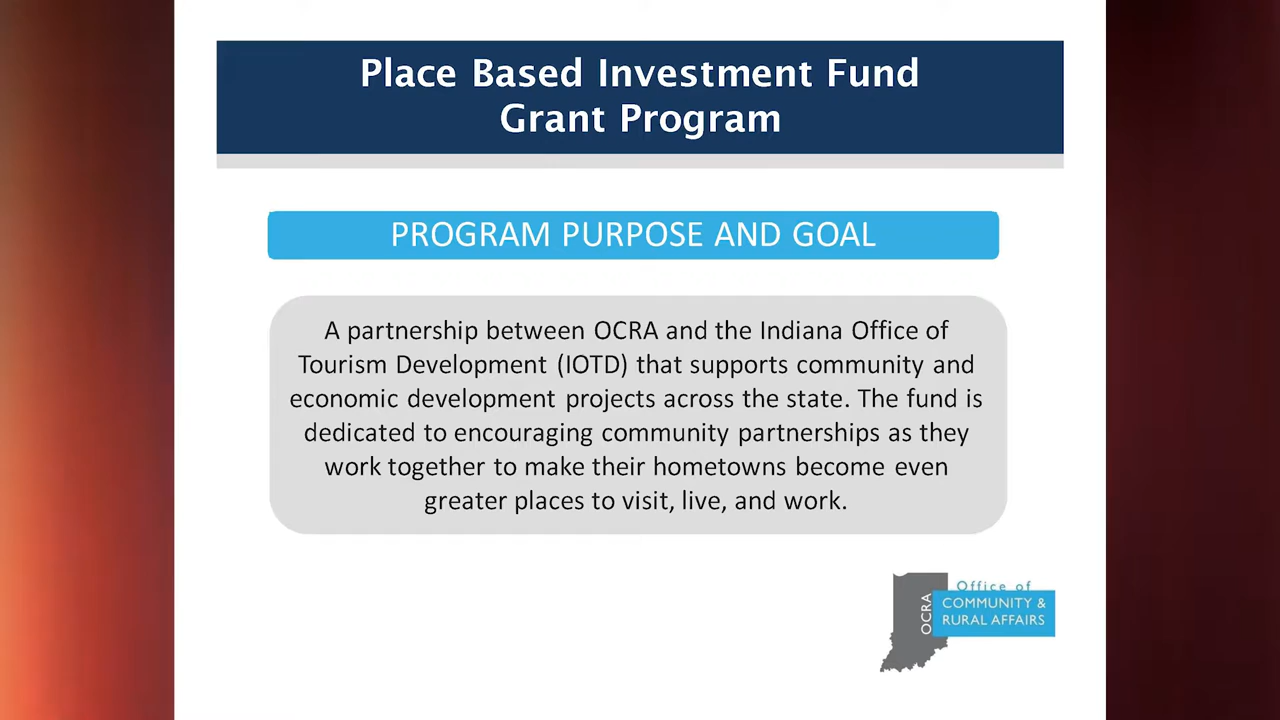 Place Based Investment Fund
Grant Program
PROGRAM PURPOSE AND GOAL
A partnership between OCRA and the Indiana Office of
Tourism Development (IOTD) that supports community and
economic development projects across the state. The fund is
dedicated to encouraging community partnerships as they
work together to make their hometowns become even
greater places to visit, live, and work.
OCRA
Office of
COMMUNITY &
RURAL AFFAIRS